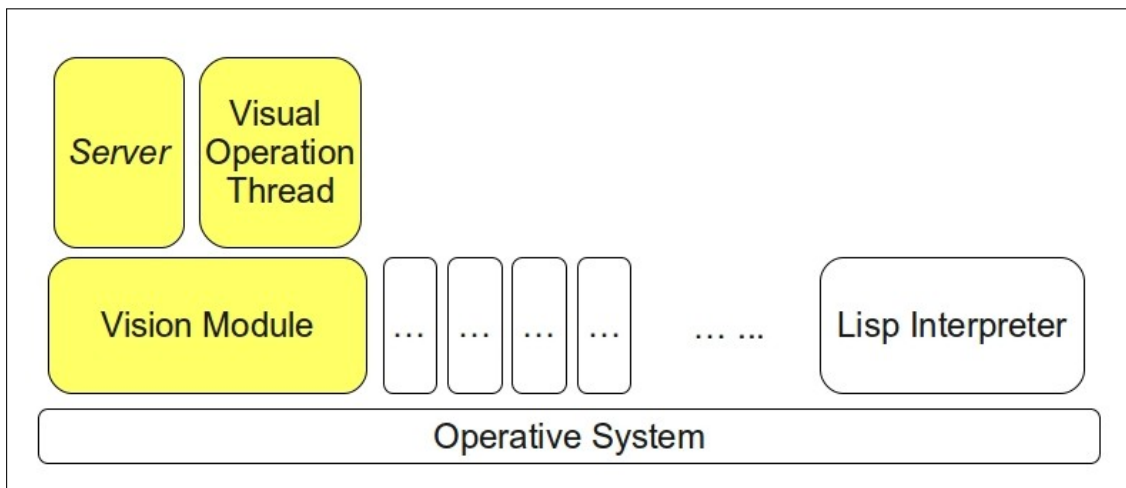 Server
Visual
Operation
Thread
Vision Module
...
...
...
...
... ...
Lisp Interpreter
Operative System